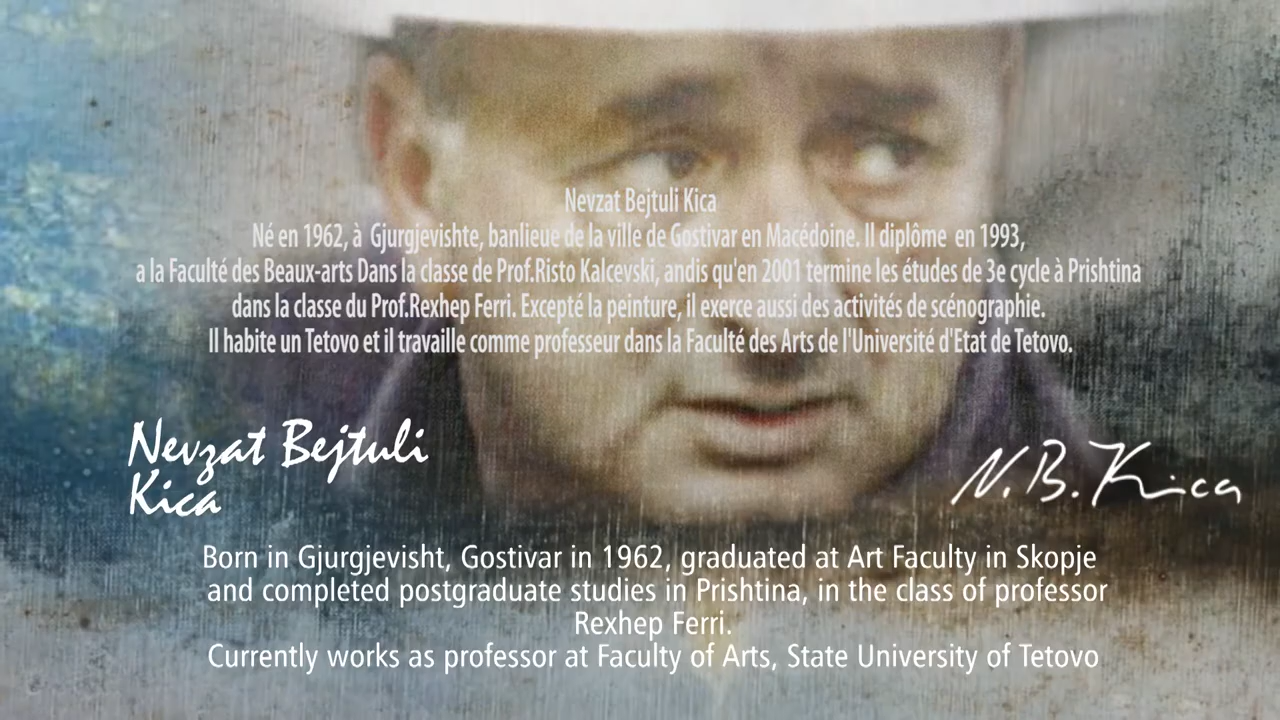 Nevzat Bejtuli Kica
Né en 1962, à Gjurgjevishte, banlieue de la ville de Gostivar en Macédoine. Il diplôme en 1993,
a la Faculté des Beaux-arts Dans la classe de Prof.Risto Kalcevski, andis qu'en 2001 termine les études de 3e cycle à Prishtina
dans la classe du Prof.Rexhep Ferri. Excepté la peinture, il exerce aussi des activités de scénographie.
Il habite un Tetovo et il travaille comme professeur dans la Faculté des Arts de l'Université d'Etat de Tetovo.
Nevzat Bejtuli
Kica
N.B.Kica
Born in Gjurgjevisht, Gostivar in 1962, graduated at Art Faculty in Skopje
and completed postgraduate studies in Prishtina, in the class of professor
Rexhep Ferri.
Currently works as professor at Faculty of Arts, State University of Tetovo